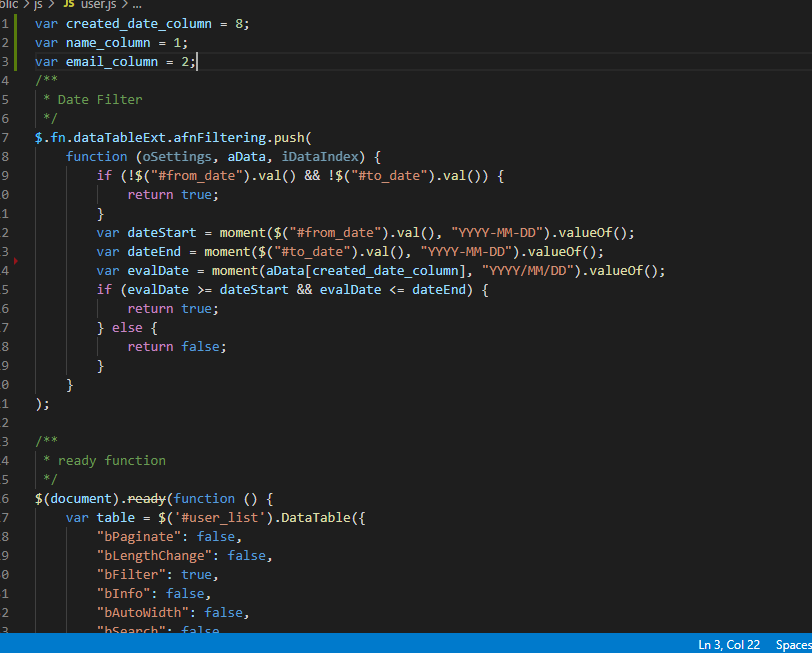 blic > js > JS user.js > ...
1 var created_date_column = 8;
2 var name_column = 1;
3 var email_column = 2;
4 /**
5 * Date Filter
6 */
7 $.fn.dataTableExt.afnFiltering.push(
8 function (oSettings, aData, iDataIndex) {
9 if (!$("#from_date").val() && !$("#to_date").val()) {
0 return true;
1 }
2 var dateStart = moment($("#from_date").val(), "YYYY-MM-DD").valueOf();
3 var dateEnd = moment($("#to_date").val(), "YYYY-MM-DD").valueOf();
4 var evalDate = moment(aData[created_date_column], "YYYY/MM/DD").valueOf();
5 if (evalDate >= dateStart && evalDate <= dateEnd) {
6 return true;
7 } else {
8 return false;
9 }
0 }
1 );
2
3 /**
4 * ready function
5 */
6 $(document).ready(function () {
7 var table = $('#user_list').DataTable({
8 "bPaginate": false,
9 "bLengthChange": false,
0 "bFilter": true,
1 "bInfo": false,
2 "bAutoWidth": false,
3 "bSearch": false
Ln 3, Col 22 Spaces